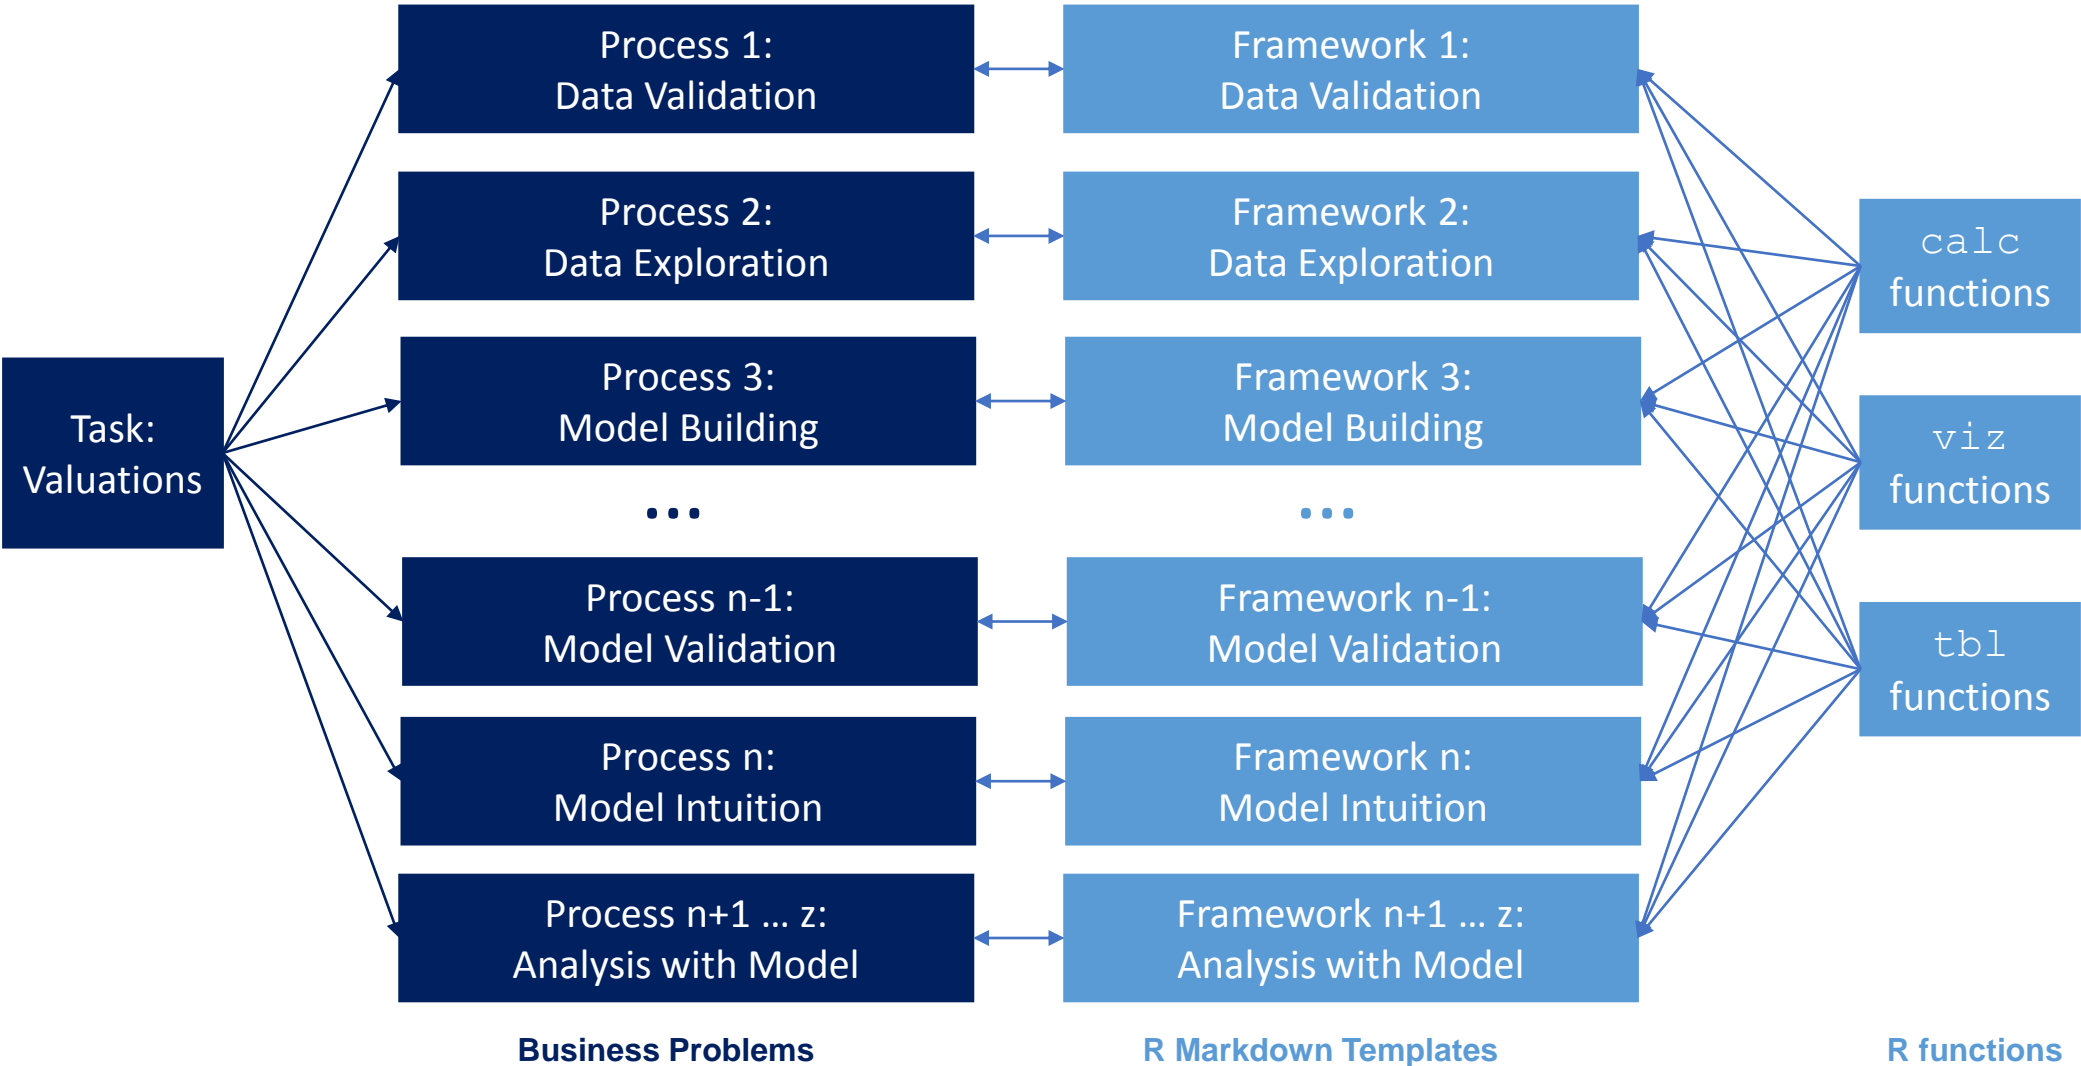 Task:
Valuations
Process 1:
Data Validation
Process 2:
Data Exploration
Process 3:
Model Building
...
Process n-1:
Model Validation
Process n:
Model Intuition
Process n+1 ... z:
Analysis with Model
Business Problems
Framework 1:
Data Validation
Framework 2:
Data Exploration
Framework 3:
Model Building
...
Framework n-1:
Model Validation
Framework n:
Model Intuition
Framework n+1 ... z:
Analysis with Model
R Markdown Templates
calc
functions
viz
functions
tbl
functions
R functions